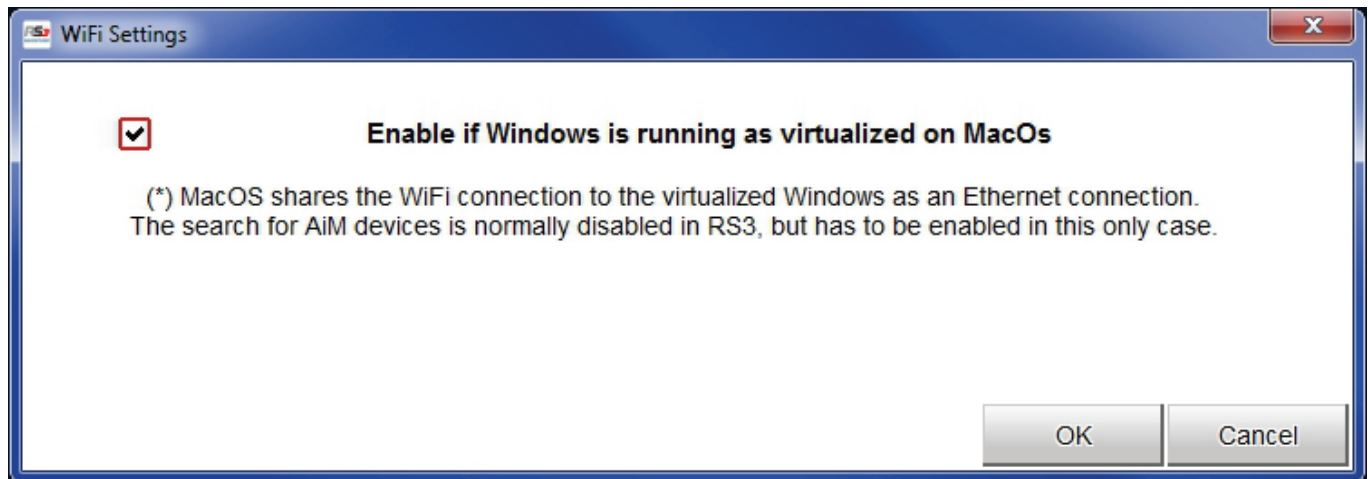 RS3 WiFi Settings
Enable if Windows is running as virtualized on MacOs
(*) MacOS shares the WiFi connection to the virtualized Windows as an Ethernet connection.
The search for AiM devices is normally disabled in RS3, but has to be enabled in this only case.
OK Cancel